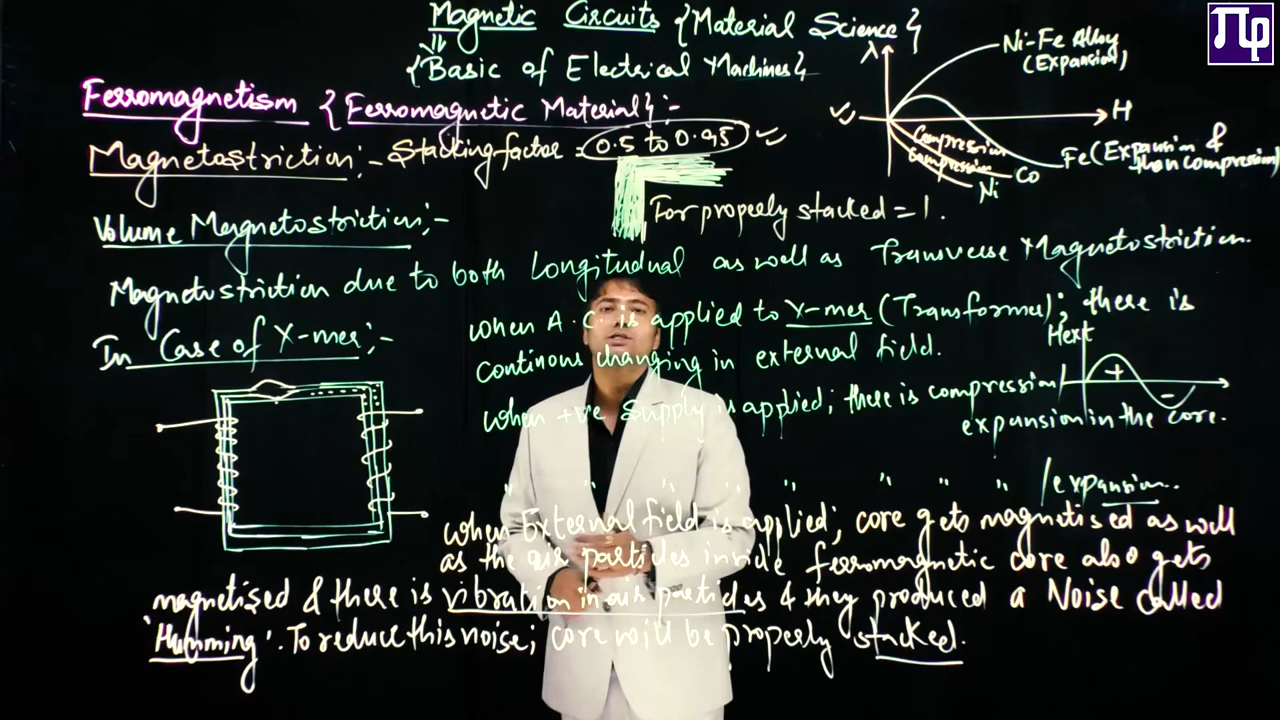 Magnetic Circuits {Material Science}
{Basic of Electrical Machines}
Ferromagnetism {Ferromagnetic Material}:-
Magnetostriction:- Stacking factor = 0.5 to 0.95
For properly stacked = 1.
Volume Magnetostriction:-
Magnetostriction due to both Longitudual as well as Transverse Magnetostriction.
In Case of X-mer:-
when A.C. is applied to X-mer (Transformer); there is
continous changing in external field.
when +ve Supply is applied; there is compression/
expansion in the core.
" " " " " " " " /expansion.
when External field is applied; core gets magnetised as well
as the air particles inside ferromagnetic core also gets
magnetised & there is vibration in air particles & they produced a Noise called
'Humming'. To reduce this noise; core will be properly stacked.
λ
H
Ni-Fe Alloy
(Expansion)
Compression
Compression
Fe (Expansion &
then compression)
Co
Ni
Hext
+
-
πφ